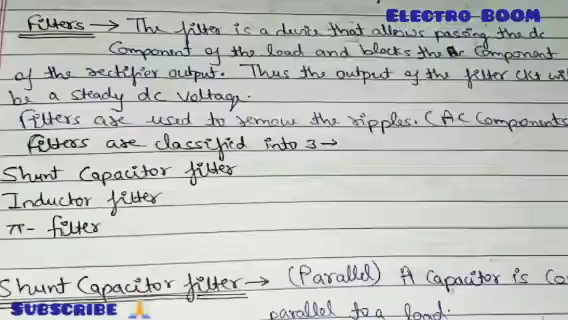 ELECTRO BOOM
Filters → The filter is a device that allows passing the dc
Component of the load and blocks the Ac component
of the rectifier output. Thus the output of the filter ckt wi
be a steady dc voltage.
Filters are used to remove the ripples. (AC Components
Filters are classified into 3 →
Shunt Capacitor filter
Inductor filter
π- filter
Shunt Capacitor filter → (Parallel) A Capacitor is Co
parallel to a load.
SUBSCRIBE 🙏